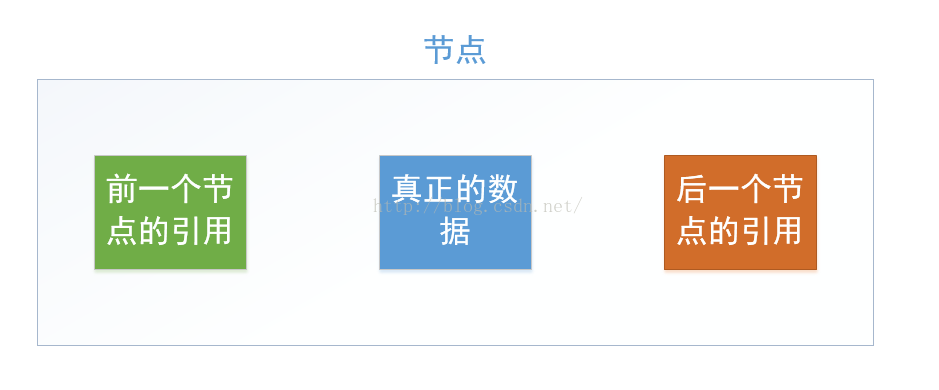 节点
前一个节
点的引用
真正的数
据
http://blog.csdn.net/
后一个节
点的引用